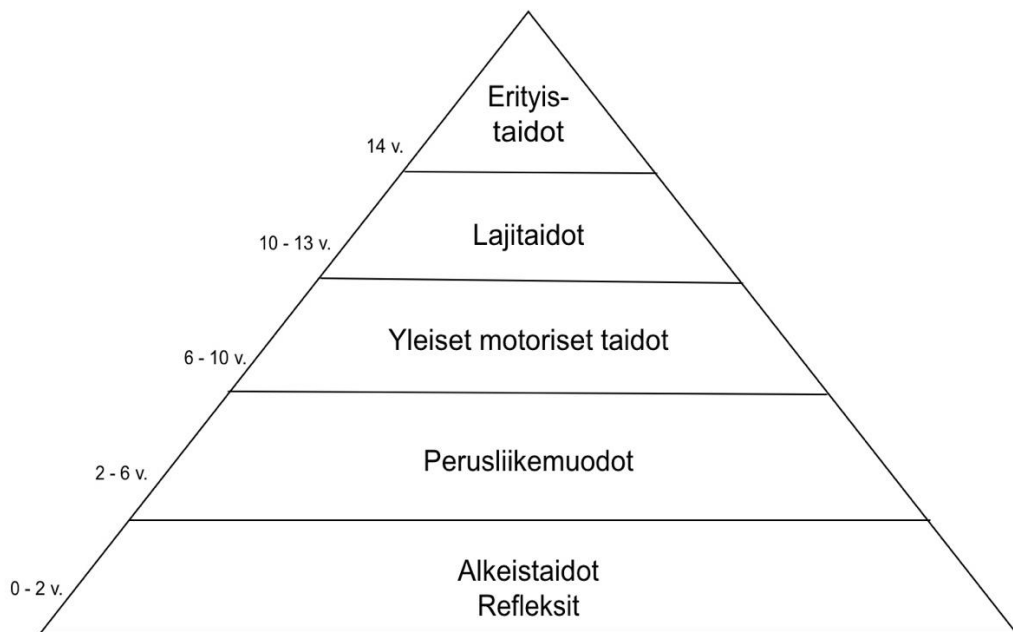 Erityis-
taidot
14 v.
Lajitaidot
10 - 13 v.
Yleiset motoriset taidot
6 - 10 v.
Perusliikemuodot
2 - 6 v.
Alkeistaidot
Refleksit
0 - 2 v.